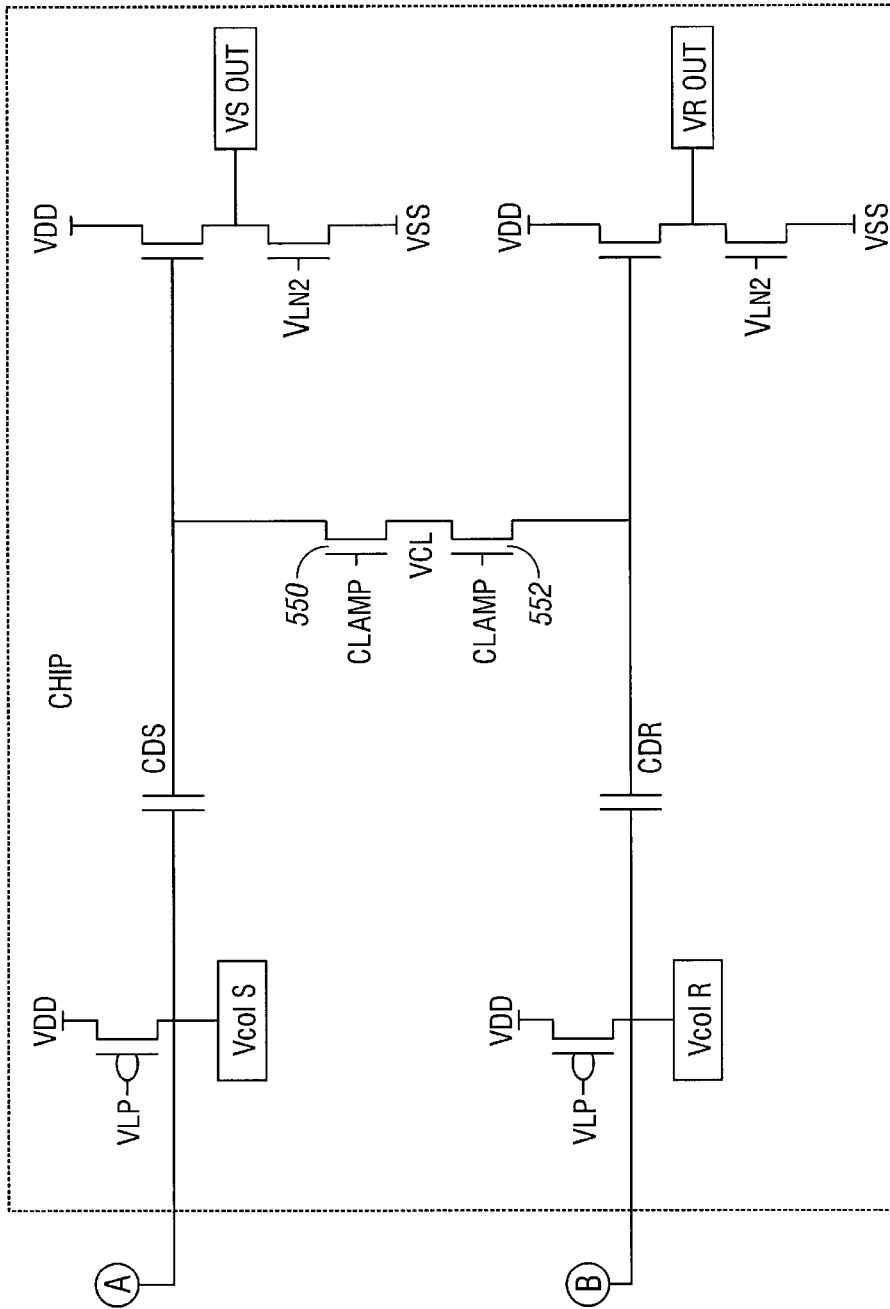 CHIP
A
VLP
VDD
Vcol S
CDS
550
CLAMP
VCL
CLAMP
552
VDD
VLN2
VSS
VS OUT
B
VLP
VDD
Vcol R
CDR
VDD
VLN2
VSS
VR OUT